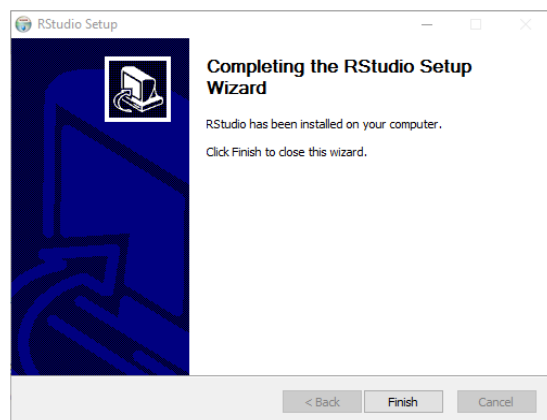 RStudio Setup
Completing the RStudio Setup
Wizard
RStudio has been installed on your computer.
Click Finish to close this wizard.
< Back
Finish
Cancel